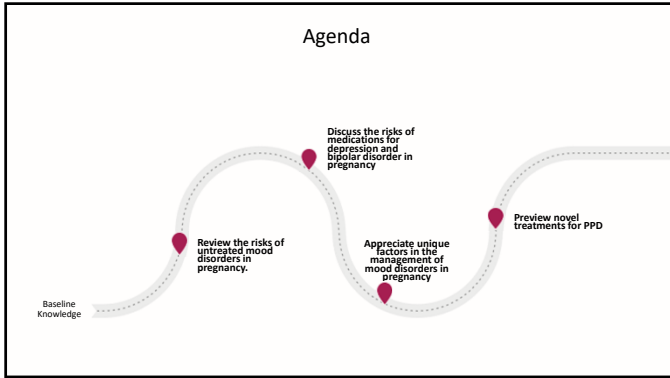 Agenda
Discuss the risks of
medications for
depression and
bipolar disorder in
pregnancy
Review the risks of
untreated mood
disorders in
pregnancy.
Appreciate unique
factors in the
management of
mood disorders in
pregnancy
Preview novel
treatments for PPD
Baseline
Knowledge